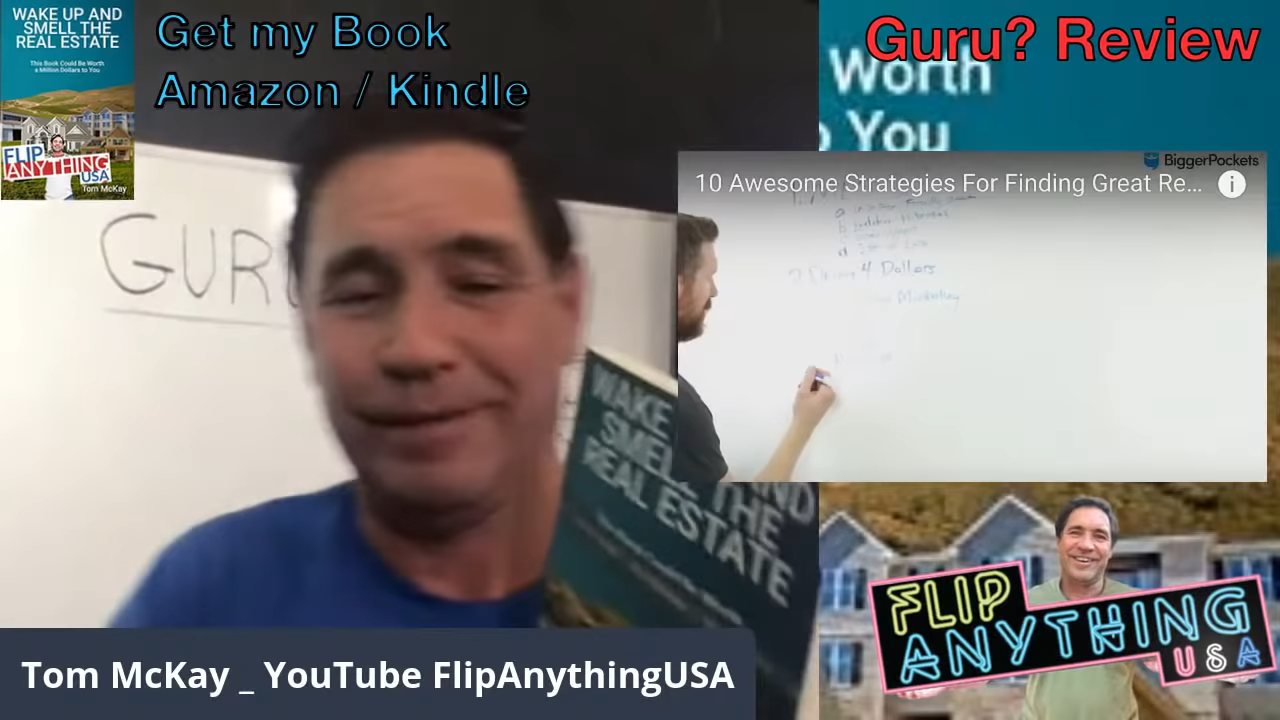 WAKE UP AND
SMELL THE
REAL ESTATE
This Book Could Be Worth
a Million Dollars to You
FLIP
ANYTHING
USA
Tom McKay
Get my Book
Amazon / Kindle
Guru? Review
Worth
You
BiggerPockets
10 Awesome Strategies For Finding Great Re...
i
4 Dollars
Marketing
GURU
WAKE
SMELL THE
REAL ESTATE
FLIP
ANYTHING
USA
Tom McKay _ YouTube FlipAnythingUSA